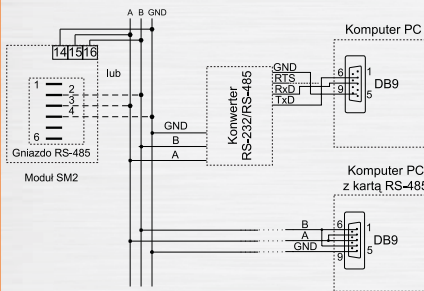 A B GND
Komputer PC
14 15 16
lub
1
2
3
4
6
Gniazdo RS-485
Moduł SM2
GND
B
A
Konwerter
RS-232/RS-485
GND
RTS
RxD
TxD
6
9
1
5
DB9
Komputer PC
z kartą RS-485
B
A
GND
6
9
1
5
DB9